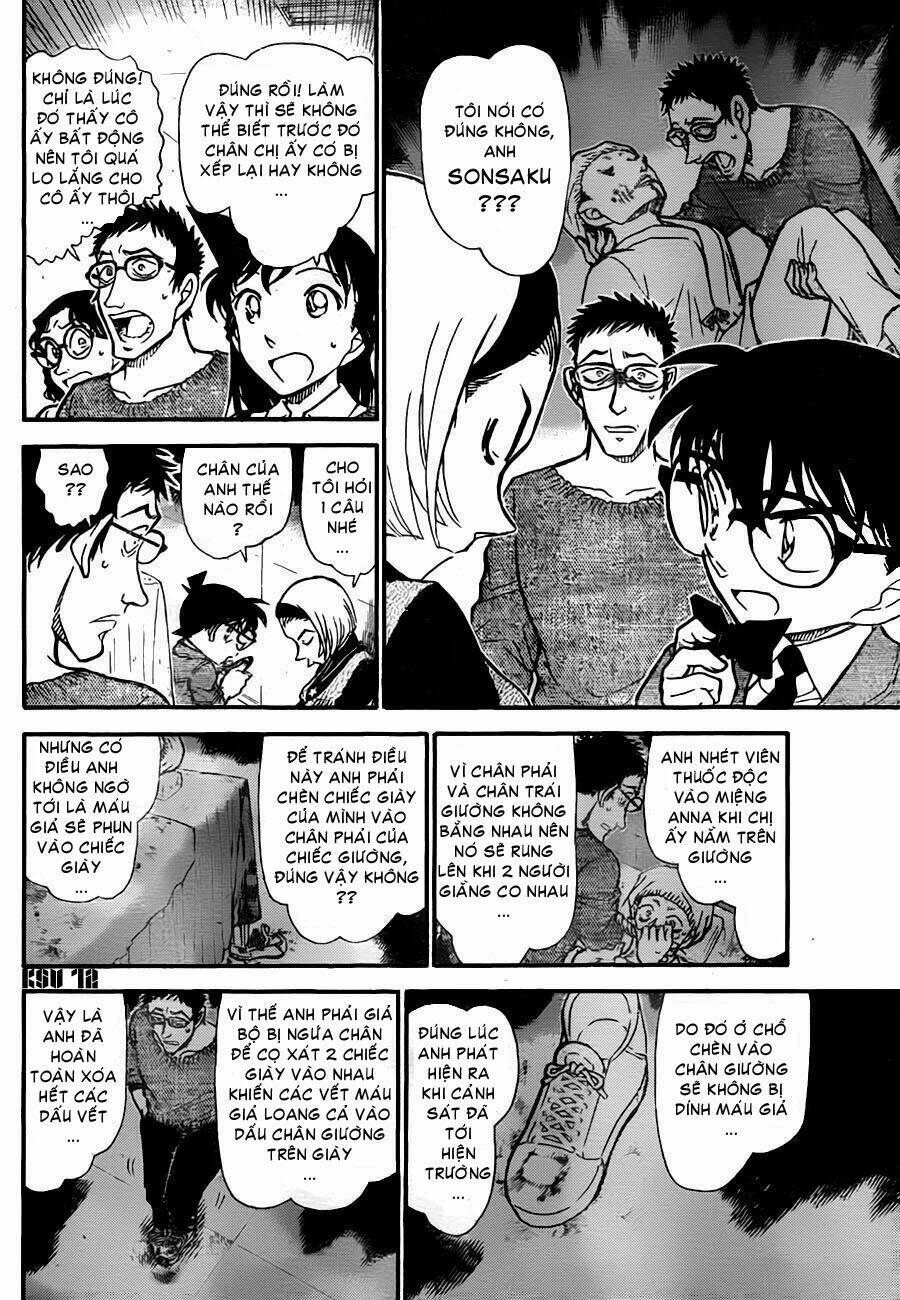 TÔI NÓI CÓ
ĐÚNG KHÔNG,
ANH
SONSAKU
???
ĐÚNG RỒI! LÀM
VẬY THÌ SẼ KHÔNG
THỂ BIẾT TRƯỚC ĐÓ
CHÂN CHỊ ẤY CÓ BỊ
XẾP LẠI HAY KHÔNG
...
KHÔNG ĐÚNG!
CHỈ LÀ LÚC
ĐÓ THẤY CÔ
ẤY BẤT ĐỘNG
NÊN TÔI QUÁ
LO LẮNG CHO
CÔ ẤY THÔI
...
CHO
TÔI HỎI
1 CÂU
NHÉ
...
CHÂN CỦA
ANH THẾ
NÀO RỒI
?
SAO
??
ANH NHÉT VIÊN
THUỐC ĐỘC
VÀO MIỆNG
ANNA KHI CHỊ
ẤY NẰM TRÊN
GIƯỜNG
...
VÌ CHÂN PHẢI
VÀ CHÂN TRÁI
GIƯỜNG KHÔNG
BẰNG NHAU NÊN
NÓ SẼ RUNG
LÊN KHI 2 NGƯỜI
GIẰNG CO NHAU
...
ĐỂ TRÁNH ĐIỀU
NÀY ANH PHẢI
CHÈN CHIẾC GIÀY
CỦA MÌNH VÀO
CHÂN PHẢI CỦA
CHIẾC GIƯỜNG,
ĐÚNG VẬY KHÔNG
??
NHƯNG CÓ
ĐIỀU ANH
KHÔNG NGỜ
TỚI LÀ MÁU
GIẢ SẼ PHUN
VÀO CHIẾC
GIÀY
...
DO ĐÓ Ở CHỖ
CHÈN VÀO
CHÂN GIƯỜNG
SẼ KHÔNG BỊ
DÍNH MÁU GIẢ
...
ĐÚNG LÚC
ANH PHÁT
HIỆN RA
KHI CẢNH
SÁT ĐÃ
TỚI
HIỆN
TRƯỜNG
...
VÌ THẾ ANH PHẢI GIẢ
BỘ BỊ NGỨA CHÂN
ĐỂ CỌ XÁT 2 CHIẾC
GIÀY VÀO NHAU
KHIẾN CÁC VẾT MÁU
GIẢ LOANG CẢ VÀO
DẤU CHÂN GIƯỜNG
TRÊN GIÀY
...
VẬY LÀ
ANH ĐÃ
HOÀN
TOÀN XÓA
HẾT CÁC
DẤU VẾT
...